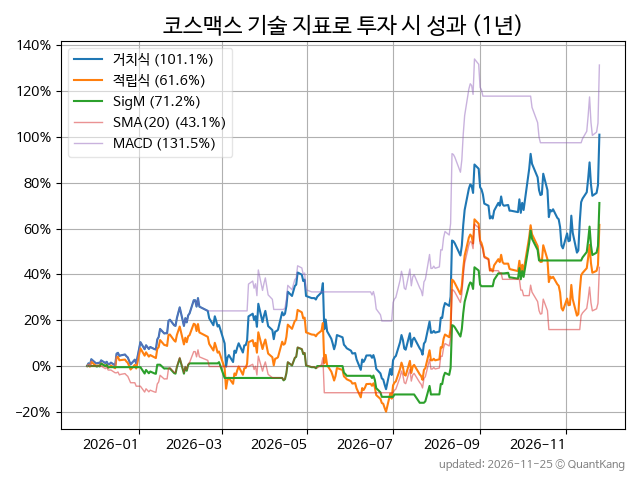 코스맥스 기술 지표로 투자 시 성과 (1년)
140%
120%
100%
80%
60%
40%
20%
0%
−20%
거치식 (101.1%)
적립식 (61.6%)
SigM (71.2%)
SMA(20) (43.1%)
MACD (131.5%)
2026-01
2026-03
2026-05
2026-07
2026-09
2026-11
updated: 2026-11-25 © QuantKang